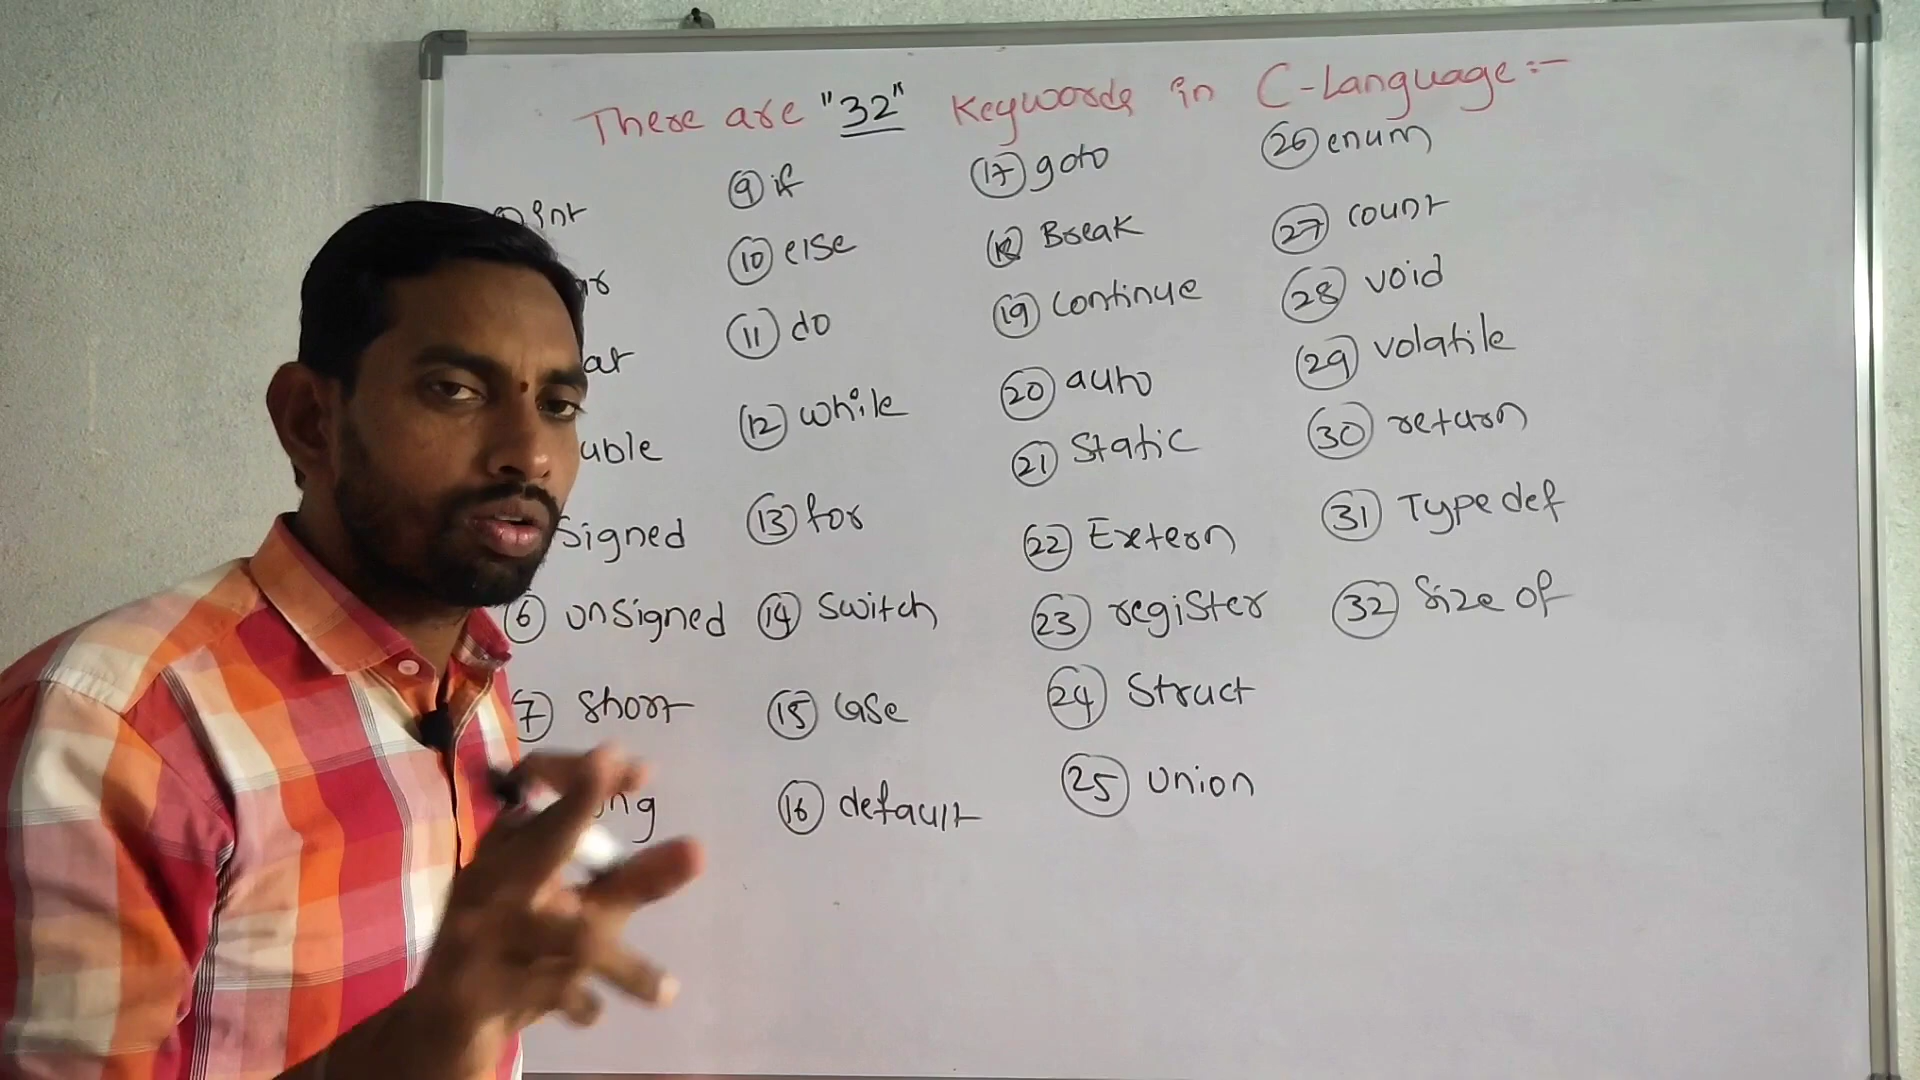 There are "32" Keywords in C-Language:-
int
ar
at
uble
Signed
6 unsigned
7 short
ng
9 if
10 else
11 do
12 while
13 for
14 switch
15 Case
16 default
17 goto
18 Break
19 Continue
20 auto
21 Static
22 Extern
23 register
24 Struct
25 union
26 enum
27 count
28 void
29 volatile
30 return
31 Typedef
32 Size of